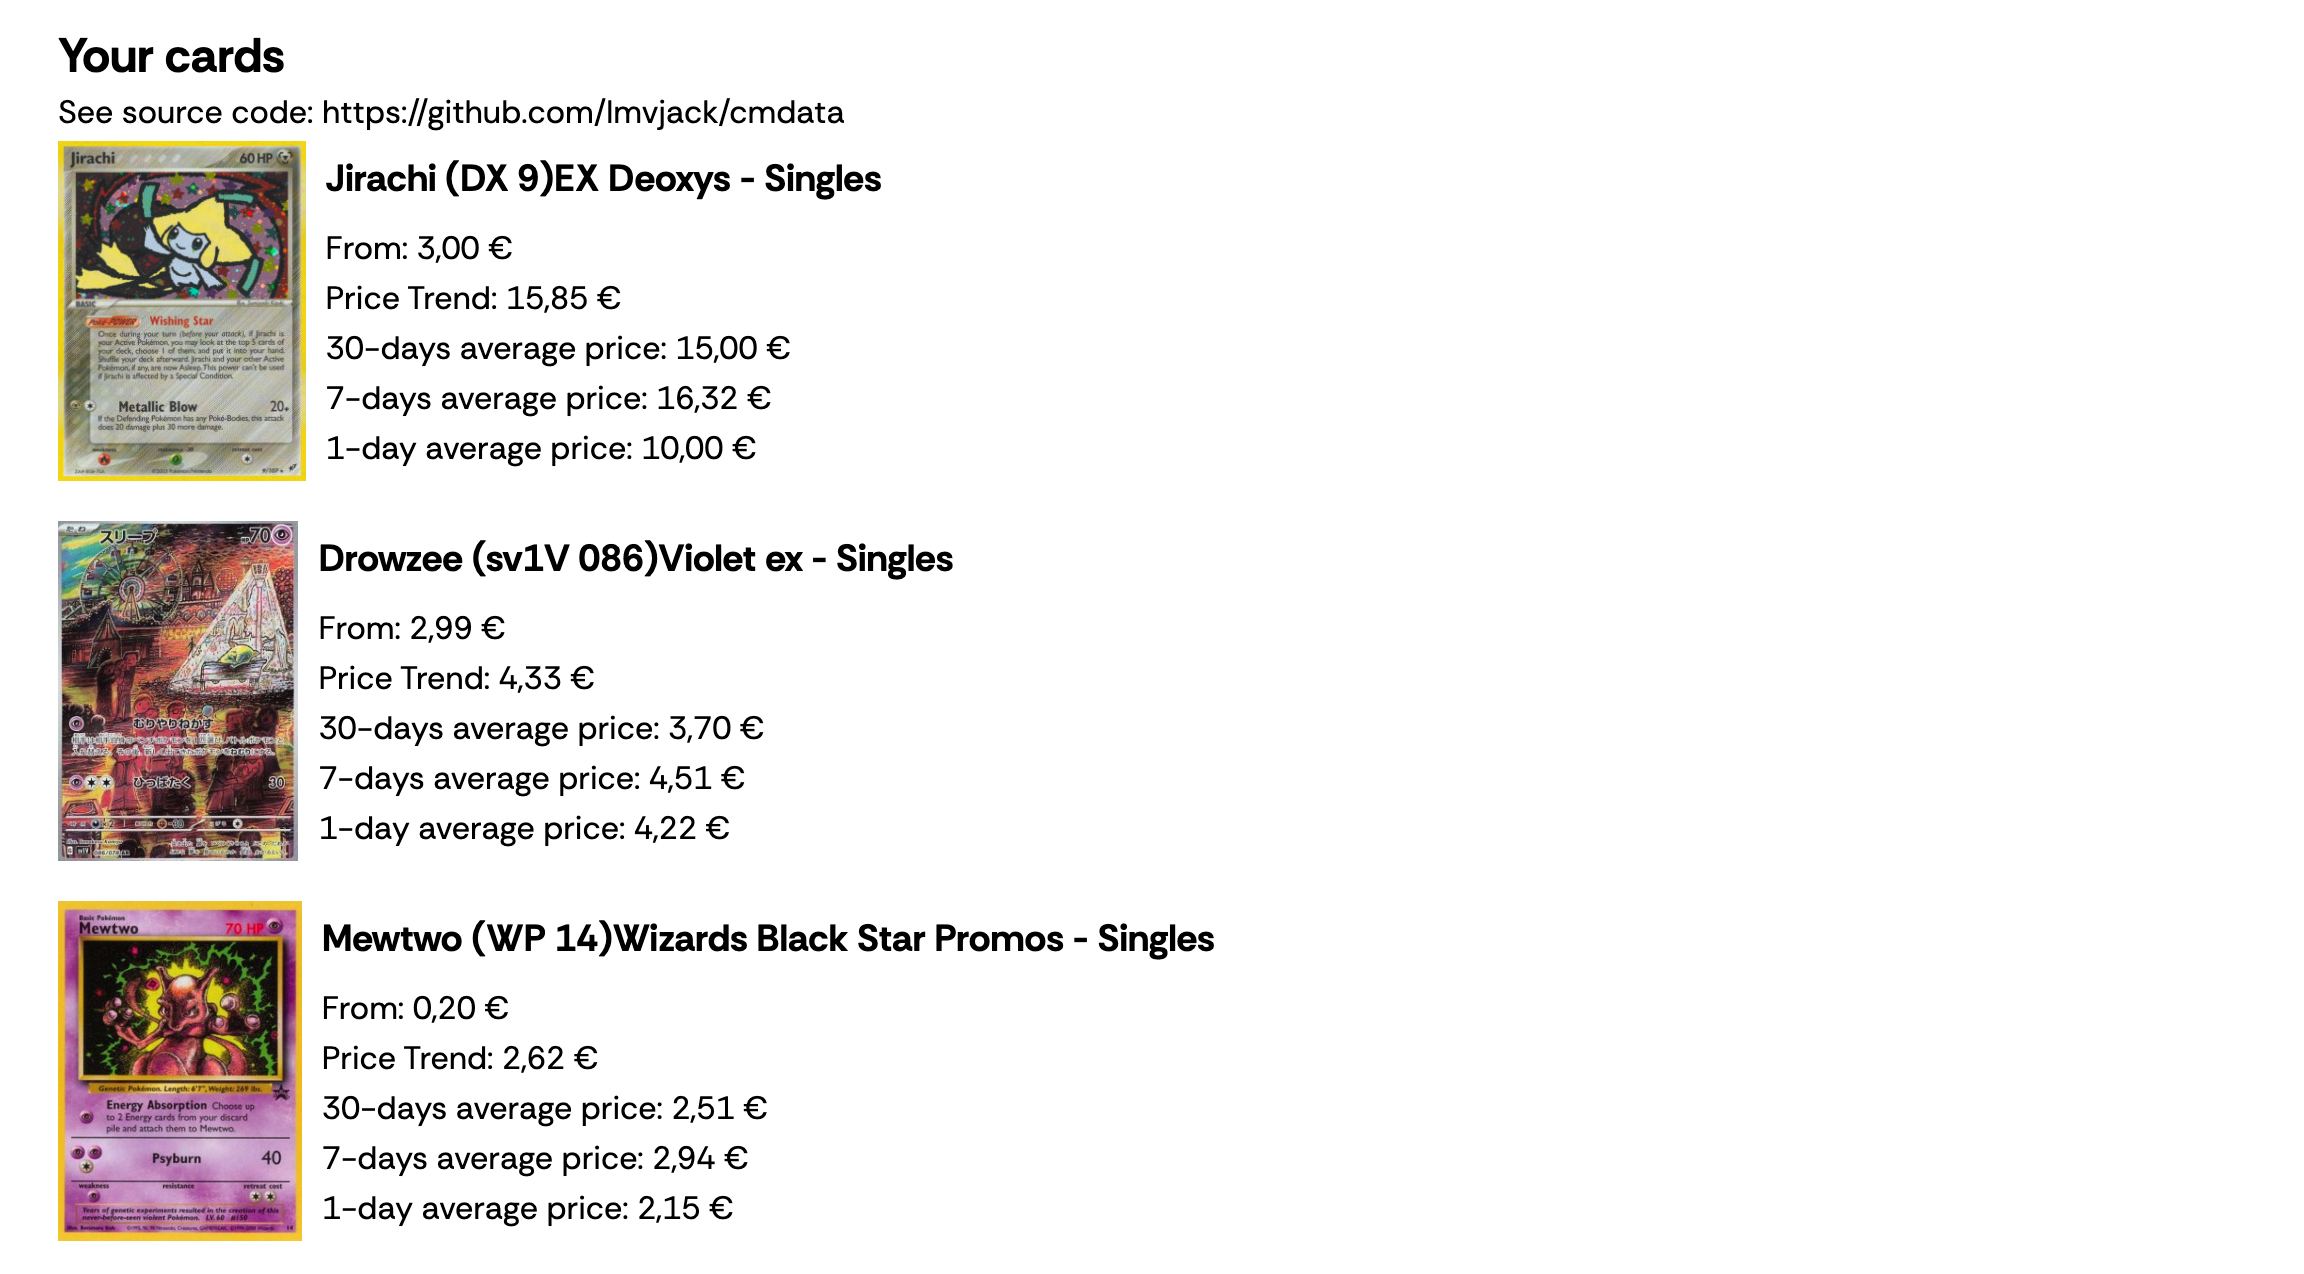 Your cards
See source code: https://github.com/lmvjack/cmdata
Jirachi 60 HP
BASIC
Poké-POWER Wishing Star
Once during your turn (before your attack), if Jirachi is
your Active Pokémon, you may look at the top 5 cards of
your deck, choose 1 of them, and put it into your hand.
Shuffle your deck afterward. Jirachi and your other Active
Pokémon, if any, are now Asleep. This power can't be used
if Jirachi is affected by a Special Condition.
Metallic Blow 20+
If the Defending Pokémon has any Poké-Bodies, this attack
does 20 damage plus 30 more damage.
weakness resistance retreat cost
9/107
Jirachi (DX 9)EX Deoxys - Singles
From: 3,00 €
Price Trend: 15,85 €
30-days average price: 15,00 €
7-days average price: 16,32 €
1-day average price: 10,00 €
スリープ HP 70
むりやりねかす
ひっぱたく 30
Drowzee (sv1V 086)Violet ex - Singles
From: 2,99 €
Price Trend: 4,33 €
30-days average price: 3,70 €
7-days average price: 4,51 €
1-day average price: 4,22 €
Basic Pokémon
Mewtwo 70 HP
Genetic Pokémon. Length: 6'7", Weight: 269 lbs.
Energy Absorption Choose up
to 2 Energy cards from your discard
pile and attach them to Mewtwo.
Psyburn 40
weakness resistance retreat cost
Years of genetic experiments resulted in the creation of this
never-before-seen violent Pokémon. LV. 60 #150
14
Mewtwo (WP 14)Wizards Black Star Promos - Singles
From: 0,20 €
Price Trend: 2,62 €
30-days average price: 2,51 €
7-days average price: 2,94 €
1-day average price: 2,15 €